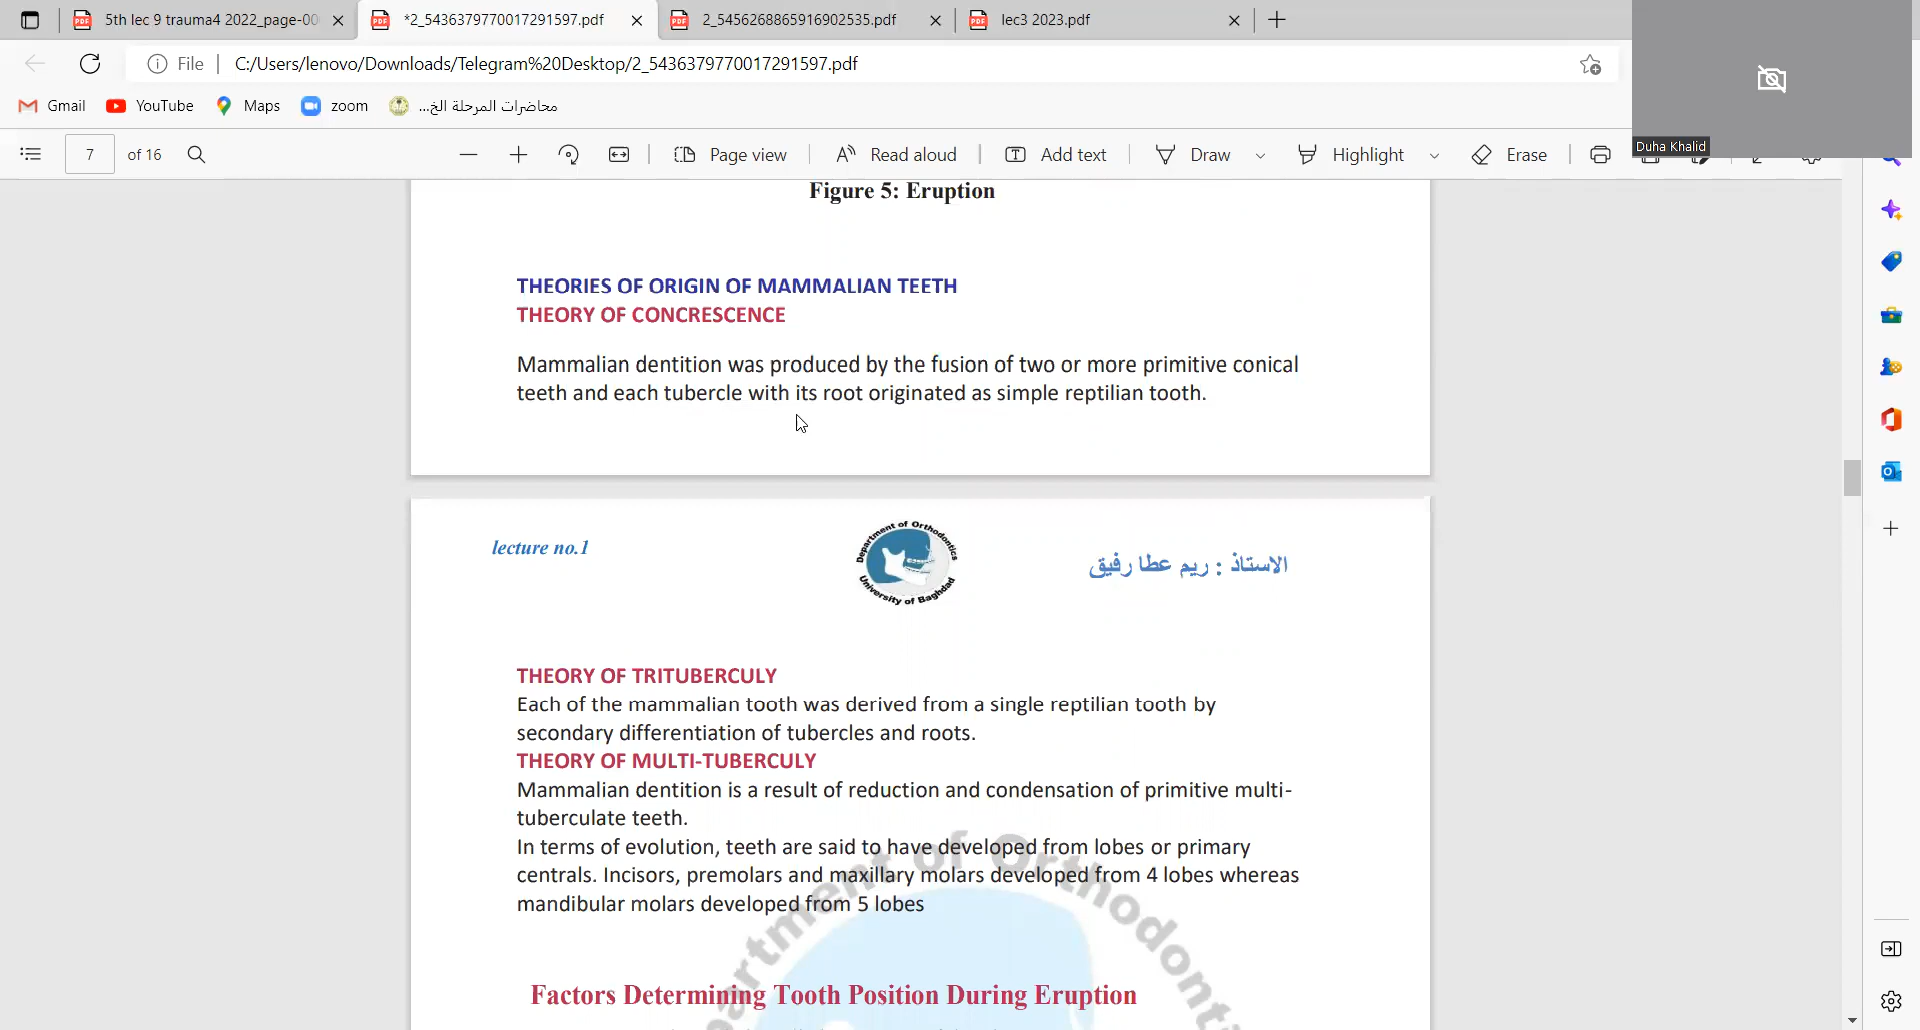 5th lec 9 trauma4 2022_page-00
*2_5436379770017291597.pdf
2_5456268865916902535.pdf
lec3 2023.pdf
File
C:/Users/lenovo/Downloads/Telegram%20Desktop/2_5436379770017291597.pdf
Gmail
YouTube
Maps
zoom
محاضرات المرحلة الخ...
7
of 16
Page view
Read aloud
Add text
Draw
Highlight
Erase
Duha Khalid
Figure 5: Eruption
THEORIES OF ORIGIN OF MAMMALIAN TEETH
THEORY OF CONCRESCENCE
Mammalian dentition was produced by the fusion of two or more primitive conical
teeth and each tubercle with its root originated as simple reptilian tooth.
lecture no.1
Department of Orthodontics
University of Baghdad
الاستاذ : ريم عطا رفيق
THEORY OF TRITUBERCULY
Each of the mammalian tooth was derived from a single reptilian tooth by
secondary differentiation of tubercles and roots.
THEORY OF MULTI-TUBERCULY
Mammalian dentition is a result of reduction and condensation of primitive multi-
tuberculate teeth.
In terms of evolution, teeth are said to have developed from lobes or primary
centrals. Incisors, premolars and maxillary molars developed from 4 lobes whereas
mandibular molars developed from 5 lobes
Factors Determining Tooth Position During Eruption